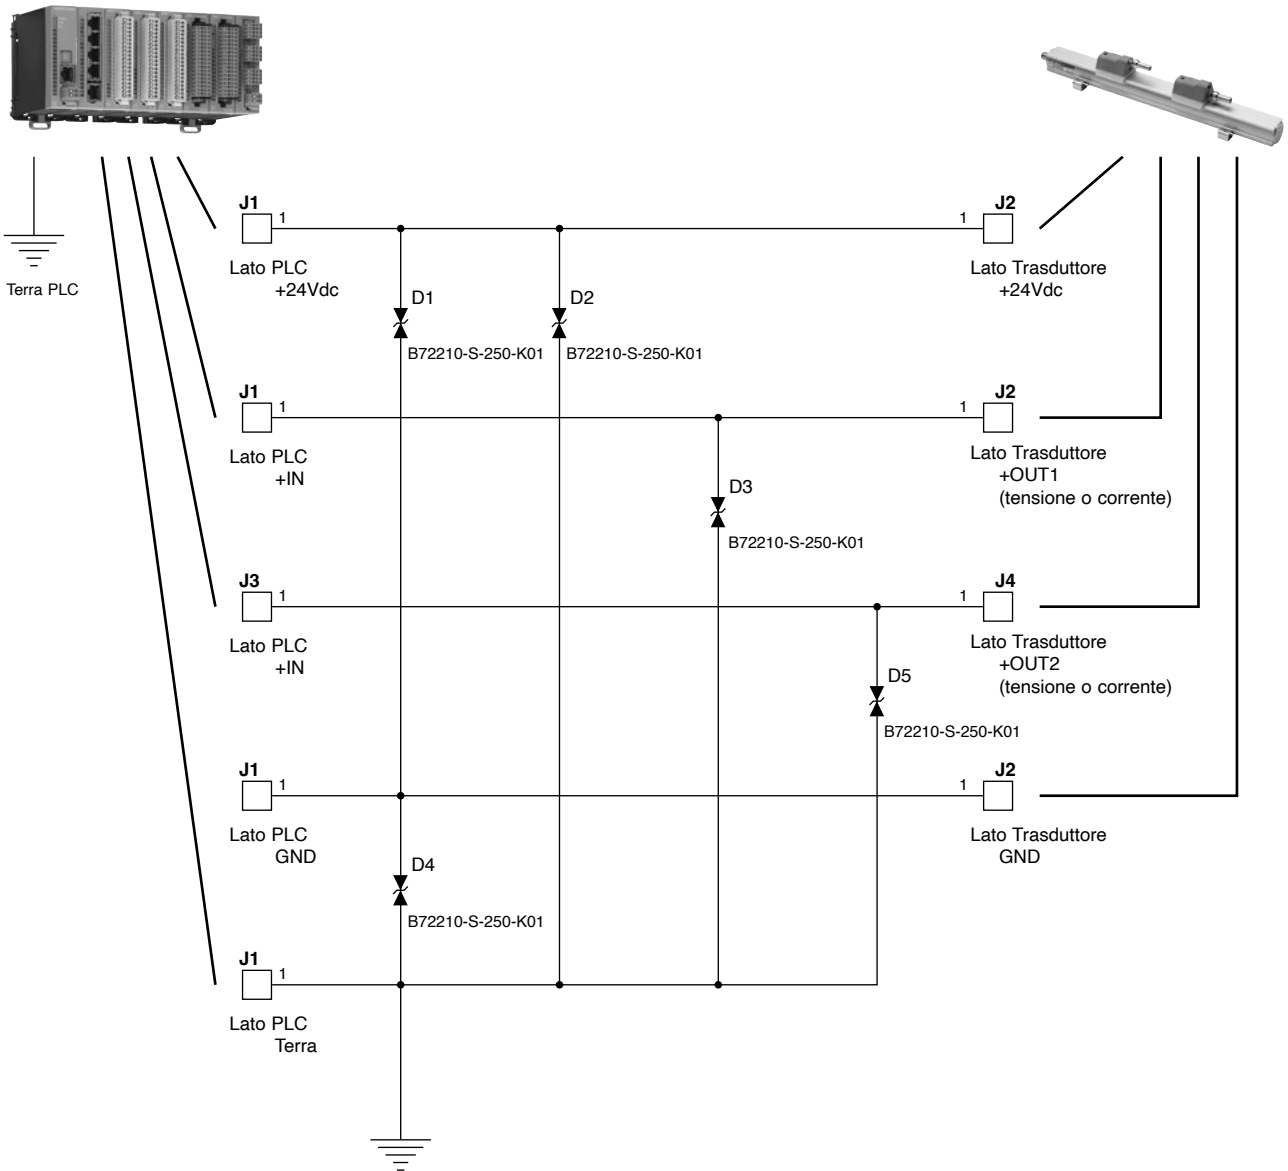 Terra PLC
J1
1
Lato PLC
+24Vdc
1
J2
Lato Trasduttore
+24Vdc
D1
B72210-S-250-K01
D2
B72210-S-250-K01
J1
1
Lato PLC
+IN
1
J2
Lato Trasduttore
+OUT1
(tensione o corrente)
D3
B72210-S-250-K01
J3
1
Lato PLC
+IN
1
J4
Lato Trasduttore
+OUT2
(tensione o corrente)
D5
B72210-S-250-K01
J1
1
Lato PLC
GND
1
J2
Lato Trasduttore
GND
D4
B72210-S-250-K01
J1
1
Lato PLC
Terra